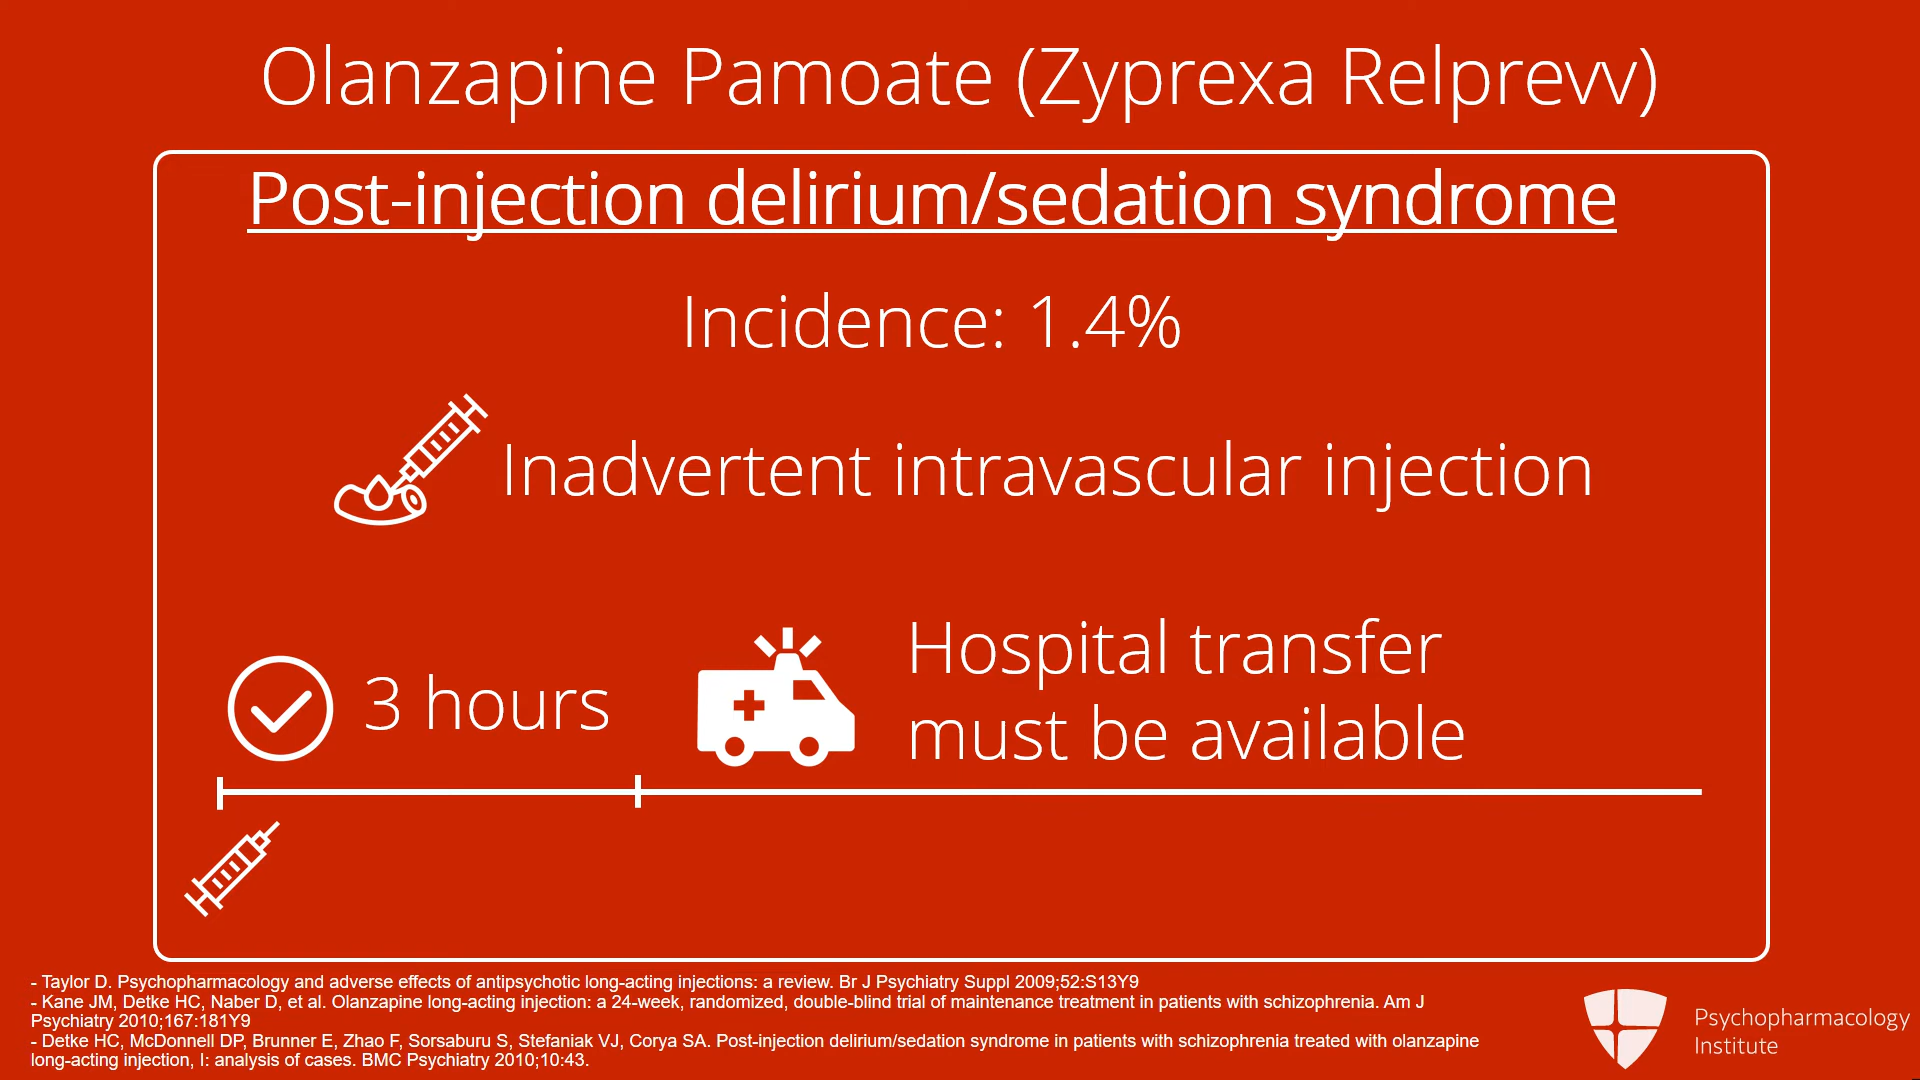 Olanzapine Pamoate (Zyprexa Relprevv)
Post-injection delirium/sedation syndrome
Incidence: 1.4%
Inadvertent intravascular injection
3 hours
Hospital transfer
must be available
- Taylor D. Psychopharmacology and adverse effects of antipsychotic long-acting injections: a review. Br J Psychiatry Suppl 2009;52:S13Y9
- Kane JM, Detke HC, Naber D, et al. Olanzapine long-acting injection: a 24-week, randomized, double-blind trial of maintenance treatment in patients with schizophrenia. Am J
Psychiatry 2010;167:181Y9
- Detke HC, McDonnell DP, Brunner E, Zhao F, Sorsaburu S, Stefaniak VJ, Corya SA. Post-injection delirium/sedation syndrome in patients with schizophrenia treated with olanzapine
long-acting injection, I: analysis of cases. BMC Psychiatry 2010;10:43.
Psychopharmacology
Institute